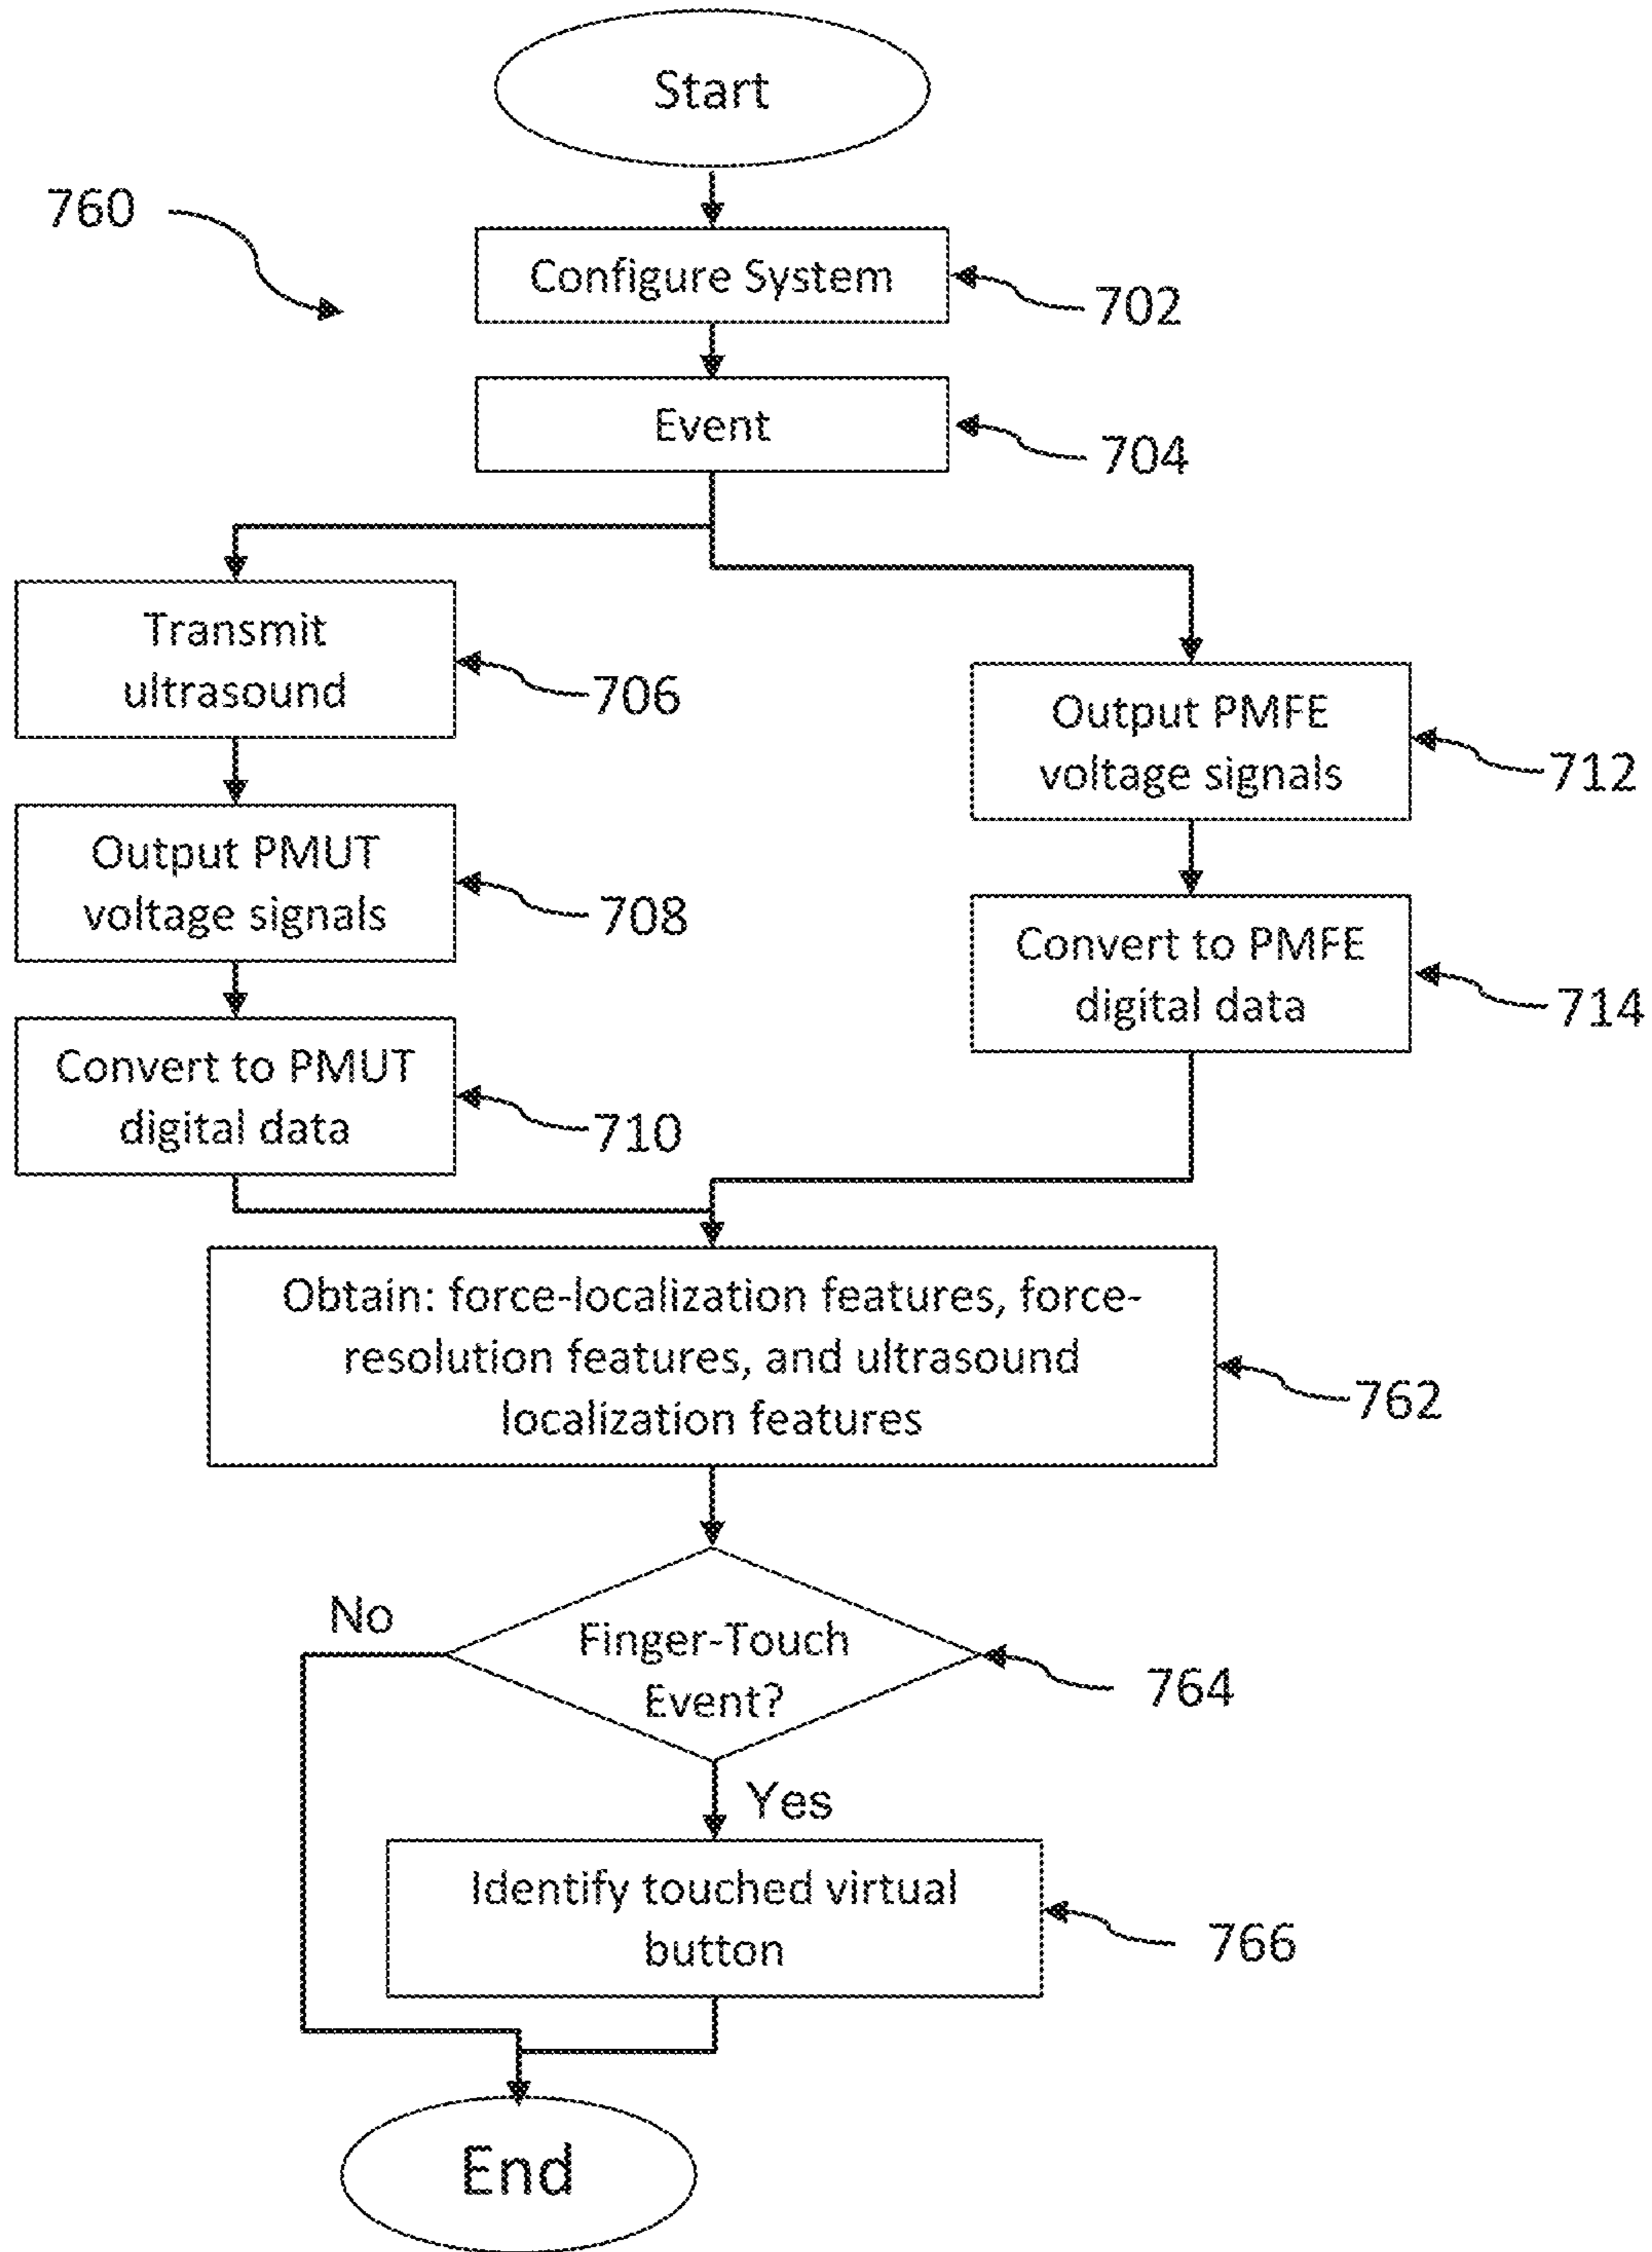 Start
760
Configure System
702
Event
704
Transmit
ultrasound
706
Output PMFE
voltage signals
712
Output PMUT
voltage signals
708
Convert to PMFE
digital data
714
Convert to PMUT
digital data
710
Obtain: force-localization features, force-
resolution features, and ultrasound
localization features
762
No
Finger-Touch
Event?
764
Yes
Identify touched virtual
button
766
End